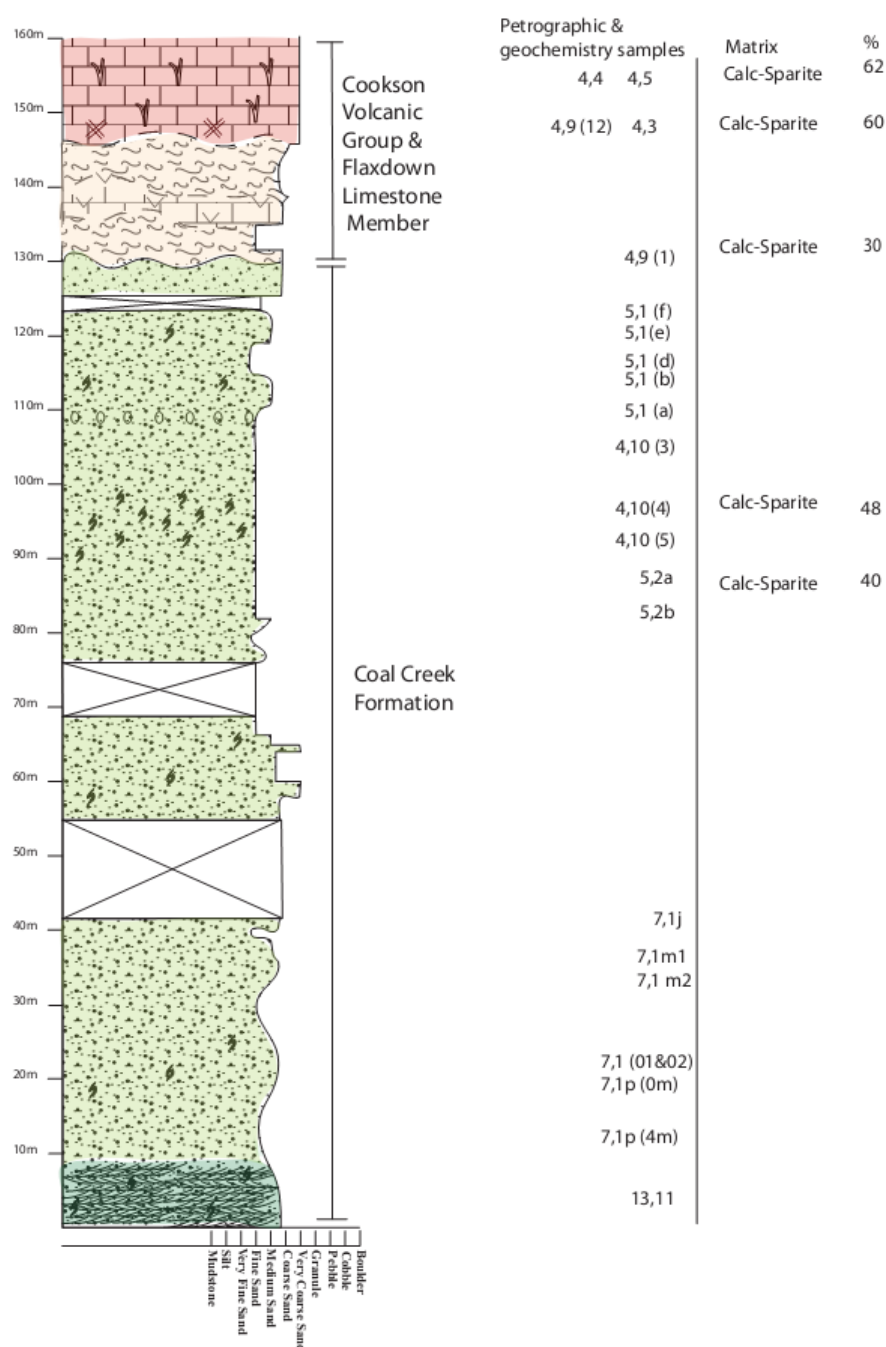 Petrographic &
geochemistry samples
Matrix
%
160m
150m
140m
130m
120m
110m
100m
90m
80m
70m
60m
50m
40m
30m
20m
10m
Cookson
Volcanic
Group &
Flaxdown
Limestone
Member
Coal Creek
Formation
4,4 4,5 Calc-Sparite 62
4,9 (12) 4,3 Calc-Sparite 60
4,9 (1) Calc-Sparite 30
5,1 (f)
5,1(e)
5,1 (d)
5,1 (b)
5,1 (a)
4,10 (3)
4,10(4) Calc-Sparite 48
4,10 (5)
5,2a Calc-Sparite 40
5,2b
7,1j
7,1m1
7,1 m2
7,1 (01&02)
7,1p (0m)
7,1p (4m)
13,11
Mudstone
Silt
Very Fine Sand
Fine Sand
Medium Sand
Coarse Sand
Very Coarse San
Granule
Pebble
Cobble
Boulder